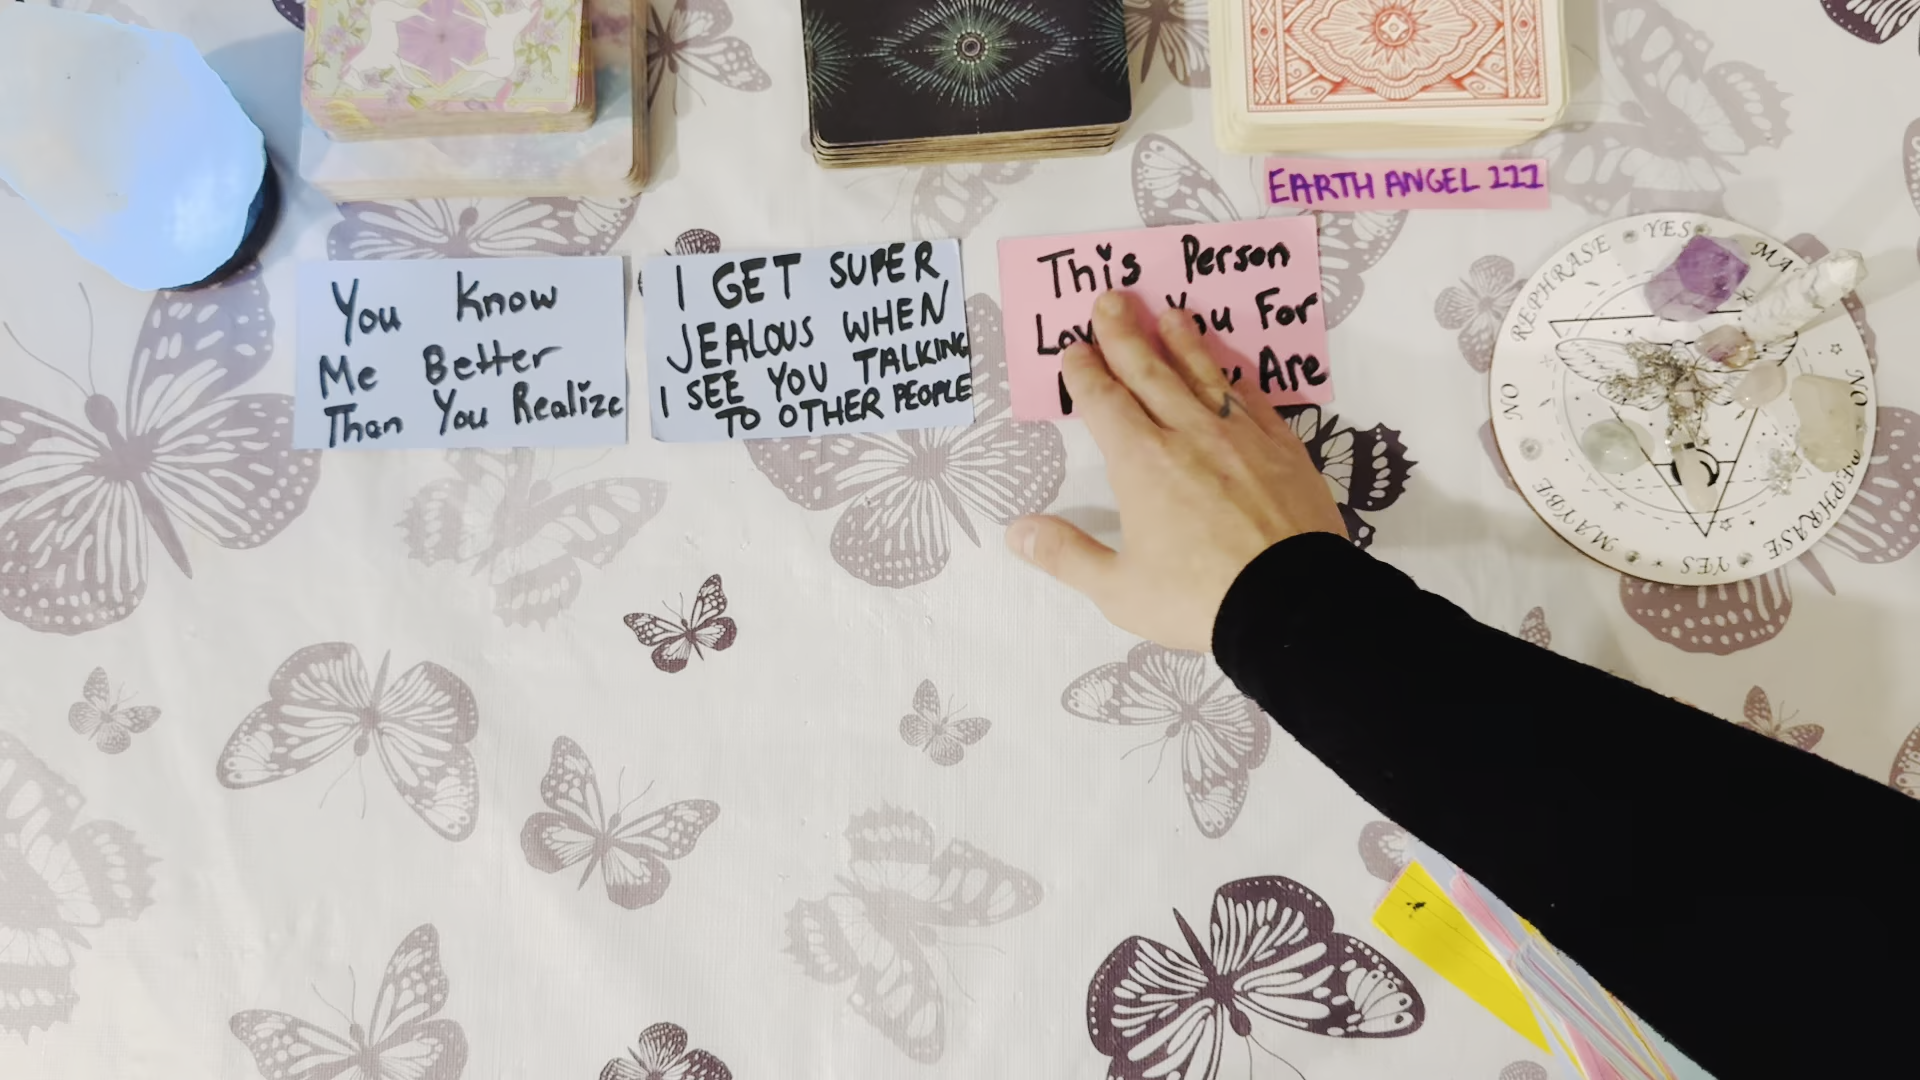 EARTH ANGEL 111
You Know
Me Better
Than You Realize
I GET SUPER
JEALOUS WHEN
I SEE YOU TALKING
TO OTHER PEOPLE
This Person
You For
Are
REPHRASE
YES
NO
MAYBE
YES
REPHRASE
NO